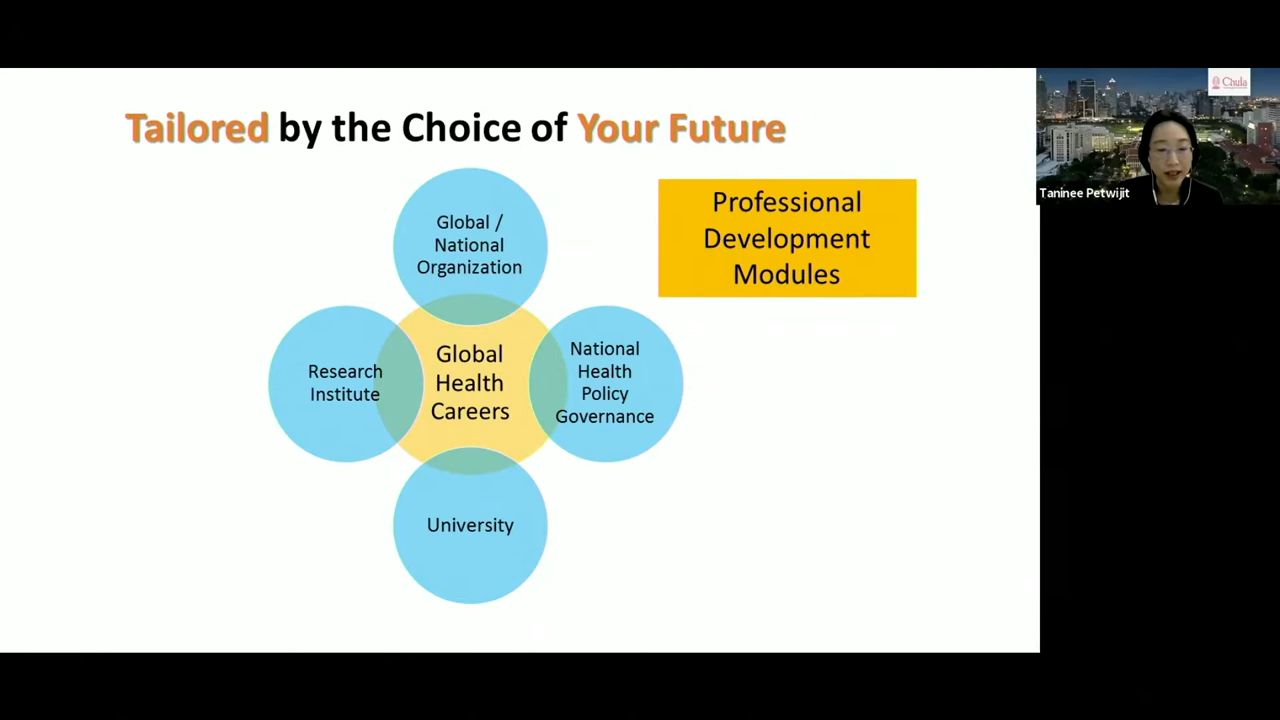 Tailored by the Choice of Your Future
Global /
National
Organization
Professional
Development
Modules
Research
Institute
Global
Health
Careers
National
Health
Policy
Governance
University
Chula
Taninee Petwijit